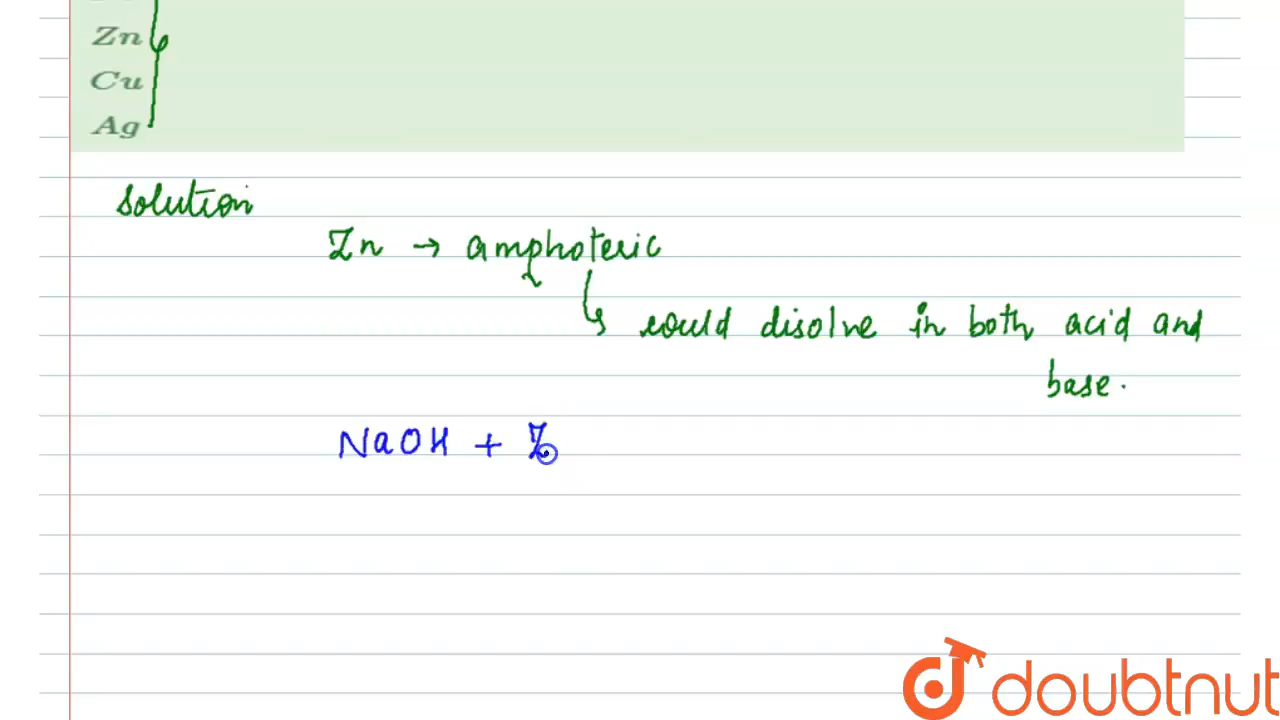 Zn
Cu
Ag
Solution
Zn → amphoteric
could disolve in both acid and
base.
NaOH + Z
doubtnut